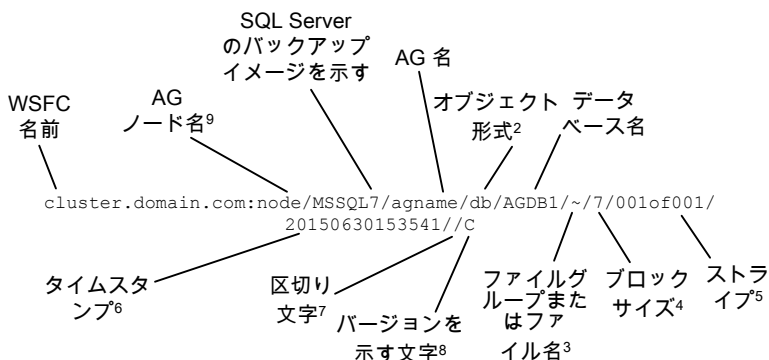 SQL Server
のバックアップ
イメージを示す
AG 名
WSFC
名前
AG
ノード名9
オブジェクト
形式2
データ
ベース名
cluster.domain.com:node/MSSQL7/agname/db/AGDB1/~/7/001of001/
20150630153541//C
タイムスタ
ンプ6
区切り
文字7
バージョンを
示す文字8
ファイルグ
ループまた
はファ
イル名3
ブロック
サイズ4
ストラ
イプ5